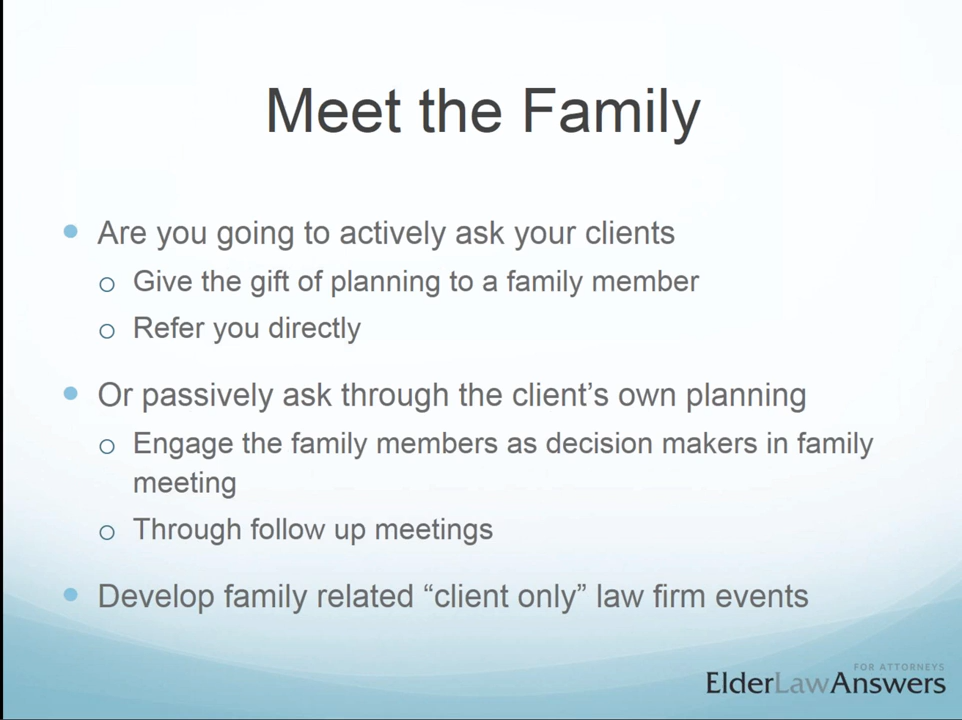 Meet the Family
Are you going to actively ask your clients
Give the gift of planning to a family member
Refer you directly
Or passively ask through the client’s own planning
Engage the family members as decision makers in family
meeting
Through follow up meetings
Develop family related “client only” law firm events
FOR ATTORNEYS
ElderLawAnswers